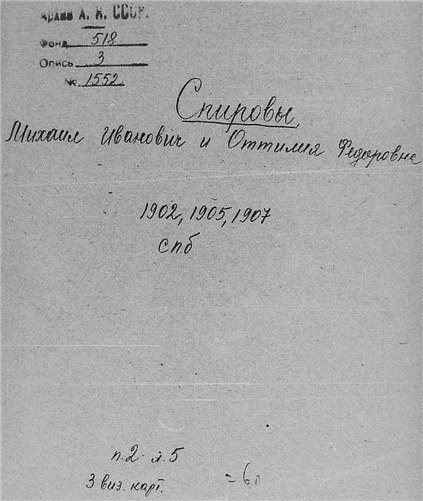 Архив А. Н. СССР.
Фонд 518
Опись 3
№ 1552
Спировы
Михаил Иванович и Оттилия Федоровна
1902, 1905, 1907
спб
п.2 л.5
3 виз. карт. = 6 л